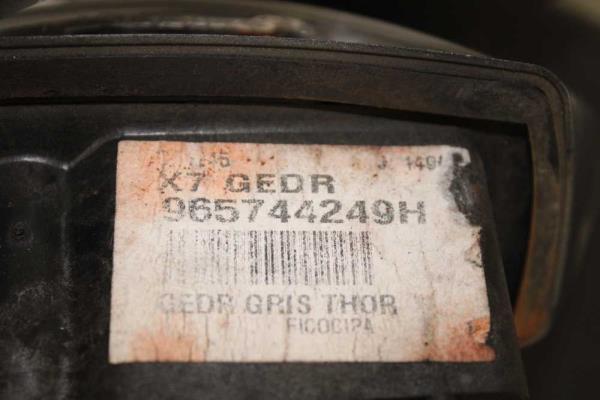 X7 GEDR
965744249H
GEDR GRIS THOR
FICOCIPA